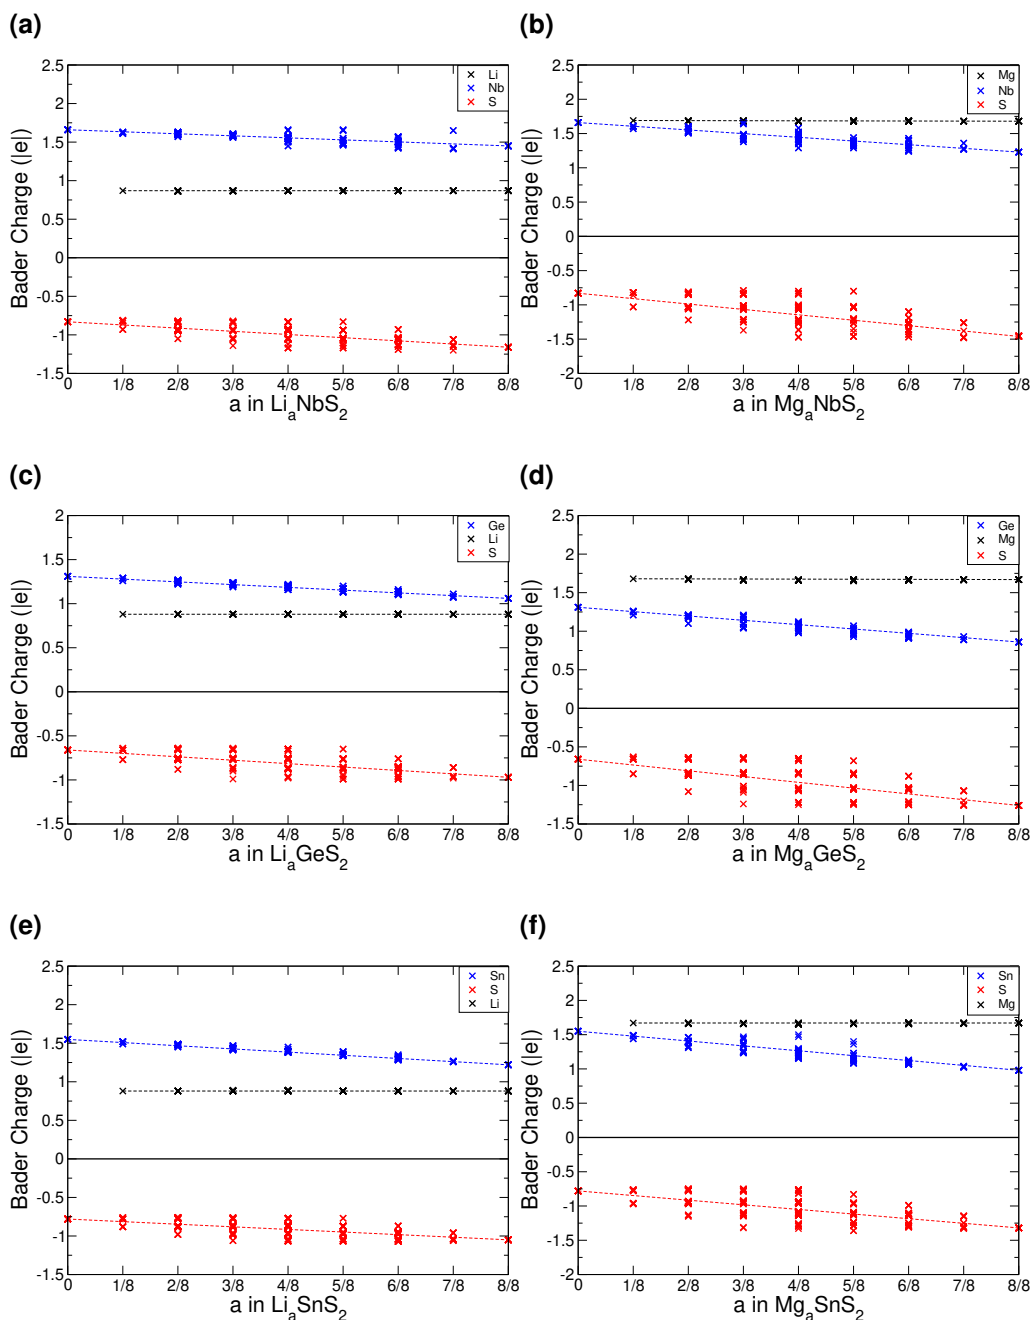 (a)
2.5
2
1.5
1
0.5
0
-0.5
-1
-1.5
Bader Charge (|e|)
Li
Nb
S
0 1/8 2/8 3/8 4/8 5/8 6/8 7/8 8/8
a in LiaNbS2
(b)
2.5
2
1.5
1
0.5
0
-0.5
-1
-1.5
-2
Bader Charge (|e|)
Mg
Nb
S
0 1/8 2/8 3/8 4/8 5/8 6/8 7/8 8/8
a in MgaNbS2
(c)
2
1.5
1
0.5
0
-0.5
-1
-1.5
Bader Charge (|e|)
Ge
Li
S
0 1/8 2/8 3/8 4/8 5/8 6/8 7/8 8/8
a in LiaGeS2
(d)
2.5
2
1.5
1
0.5
0
-0.5
-1
-1.5
Bader Charge (|e|)
Ge
Mg
S
0 1/8 2/8 3/8 4/8 5/8 6/8 7/8 8/8
a in MgaGeS2
(e)
2.5
2
1.5
1
0.5
0
-0.5
-1
-1.5
Bader Charge (|e|)
Sn
S
Li
0 1/8 2/8 3/8 4/8 5/8 6/8 7/8 8/8
a in LiaSnS2
(f)
2.5
2
1.5
1
0.5
0
-0.5
-1
-1.5
-2
Bader Charge (|e|)
Sn
S
Mg
0 1/8 2/8 3/8 4/8 5/8 6/8 7/8 8/8
a in MgaSnS2